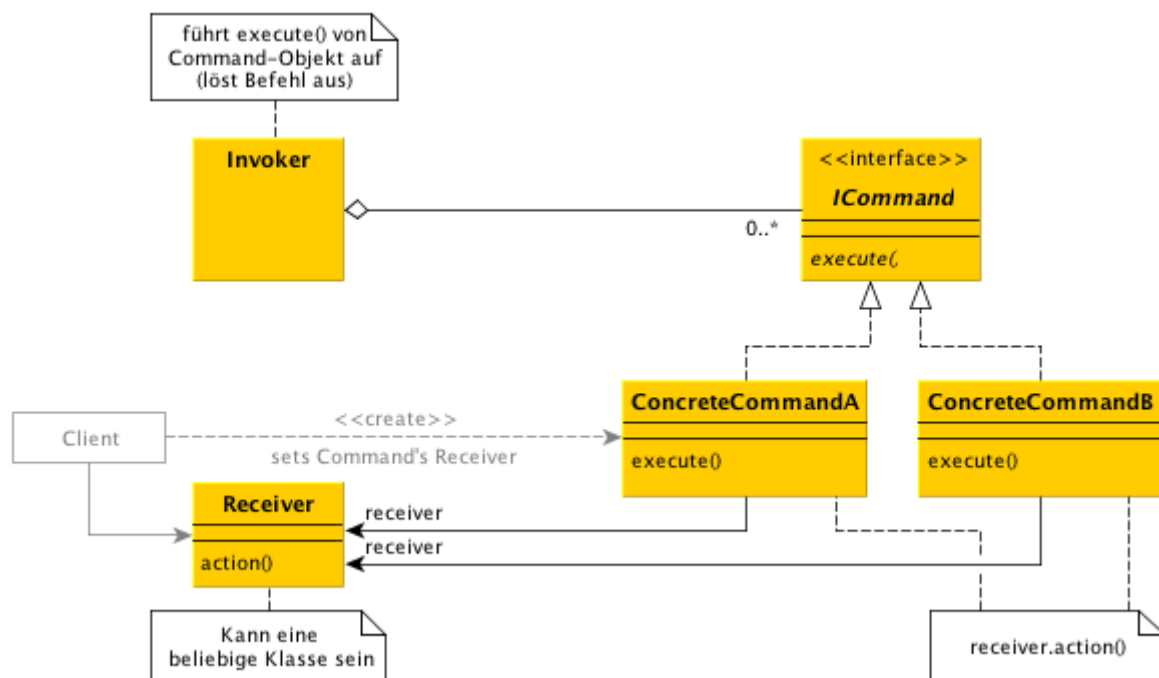 führt execute() von
Command-Objekt auf
(löst Befehl aus)
Invoker
<<interface>>
ICommand
0..*
execute(,
ConcreteCommandA
execute()
ConcreteCommandB
execute()
Client
<<create>>
sets Command's Receiver
Receiver
action()
receiver
receiver
Kann eine
beliebige Klasse sein
receiver.action()